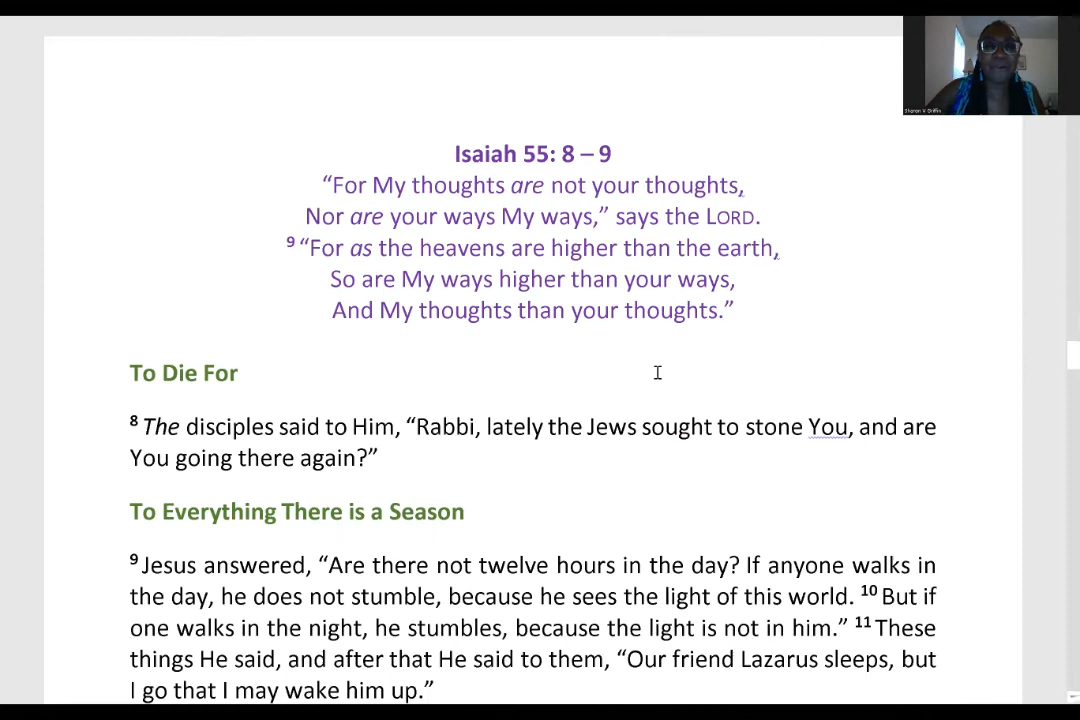 Sharon V Griffin
Isaiah 55: 8 – 9
“For My thoughts are not your thoughts,
Nor are your ways My ways,” says the LORD.
9 “For as the heavens are higher than the earth,
So are My ways higher than your ways,
And My thoughts than your thoughts.”
To Die For
8 The disciples said to Him, “Rabbi, lately the Jews sought to stone You, and are
You going there again?”
To Everything There is a Season
9 Jesus answered, “Are there not twelve hours in the day? If anyone walks in
the day, he does not stumble, because he sees the light of this world. 10 But if
one walks in the night, he stumbles, because the light is not in him.” 11 These
things He said, and after that He said to them, “Our friend Lazarus sleeps, but
I go that I may wake him up.”